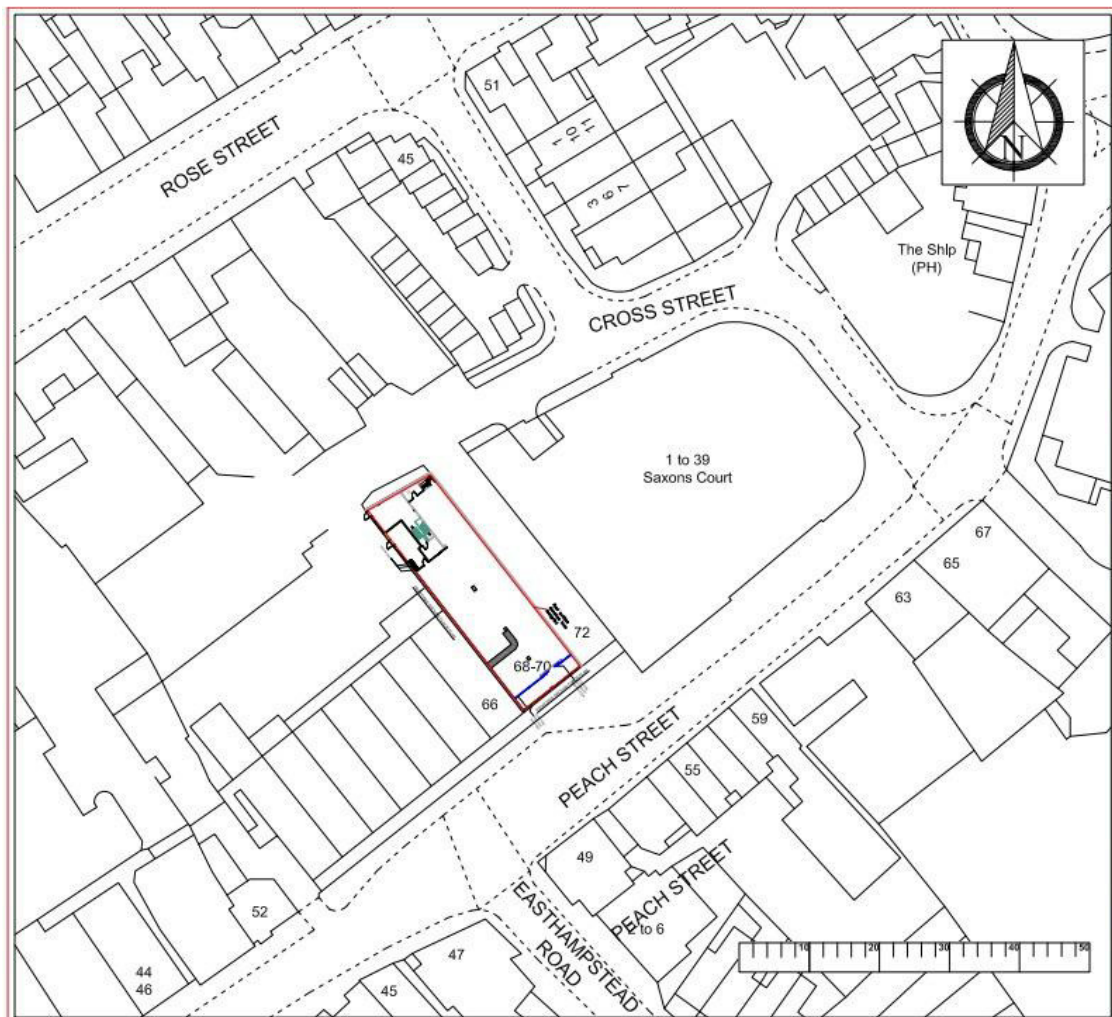 ROSE STREET
51
45
1
10
11
3
6
7
N
The Ship
(PH)
CROSS STREET
1 to 39
Saxons Court
67
65
63
72
68-70
66
PEACH STREET
59
55
49
PEACH STREET
2 to 6
EASTHAMPSTEAD
ROAD
52
47
44
46
45
10
20
30
40
50